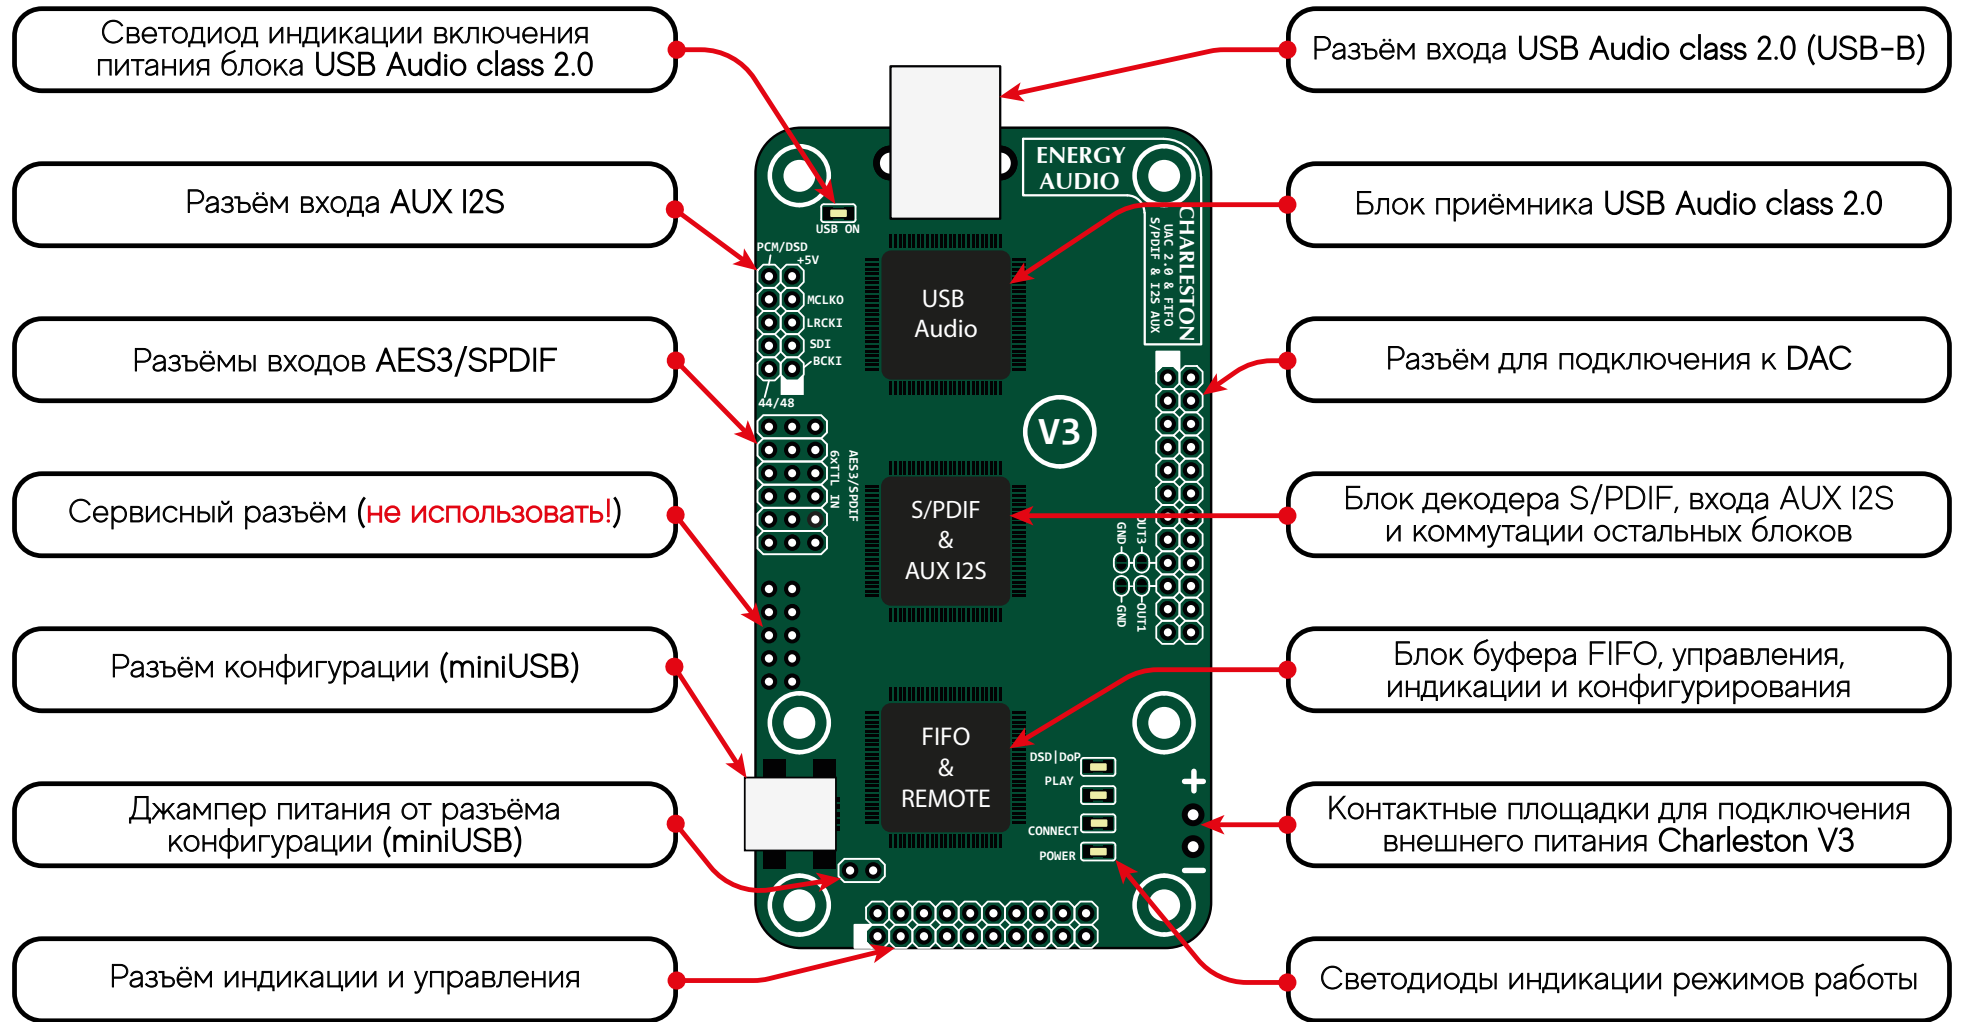 Светодиод индикации включения
питания блока USB Audio class 2.0
Разъём входа AUX I2S
Разъёмы входов AES3/SPDIF
Сервисный разъём (не использовать!)
Разъём конфигурации (miniUSB)
Джампер питания от разъёма
конфигурации (miniUSB)
Разъём индикации и управления
ENERGY
AUDIO
CHARLESTON
UAC 2.0 & FIFO
S/PDIF & I2S AUX
USB ON
PCM/DSD
+5V
MCLKO
LRCKI
SDI
BCKI
44/48
AES3/SPDIF
6xTTL IN
USB
Audio
V3
S/PDIF
&
AUX I2S
GND
OUT3
GND
OUT1
FIFO
&
REMOTE
DSD|DoP
PLAY
CONNECT
POWER
+
−
Разъём входа USB Audio class 2.0 (USB-B)
Блок приёмника USB Audio class 2.0
Разъём для подключения к DAC
Блок декодера S/PDIF, входа AUX I2S
и коммутации остальных блоков
Блок буфера FIFO, управления,
индикации и конфигурирования
Контактные площадки для подключения
внешнего питания Charleston V3
Светодиоды индикации режимов работы